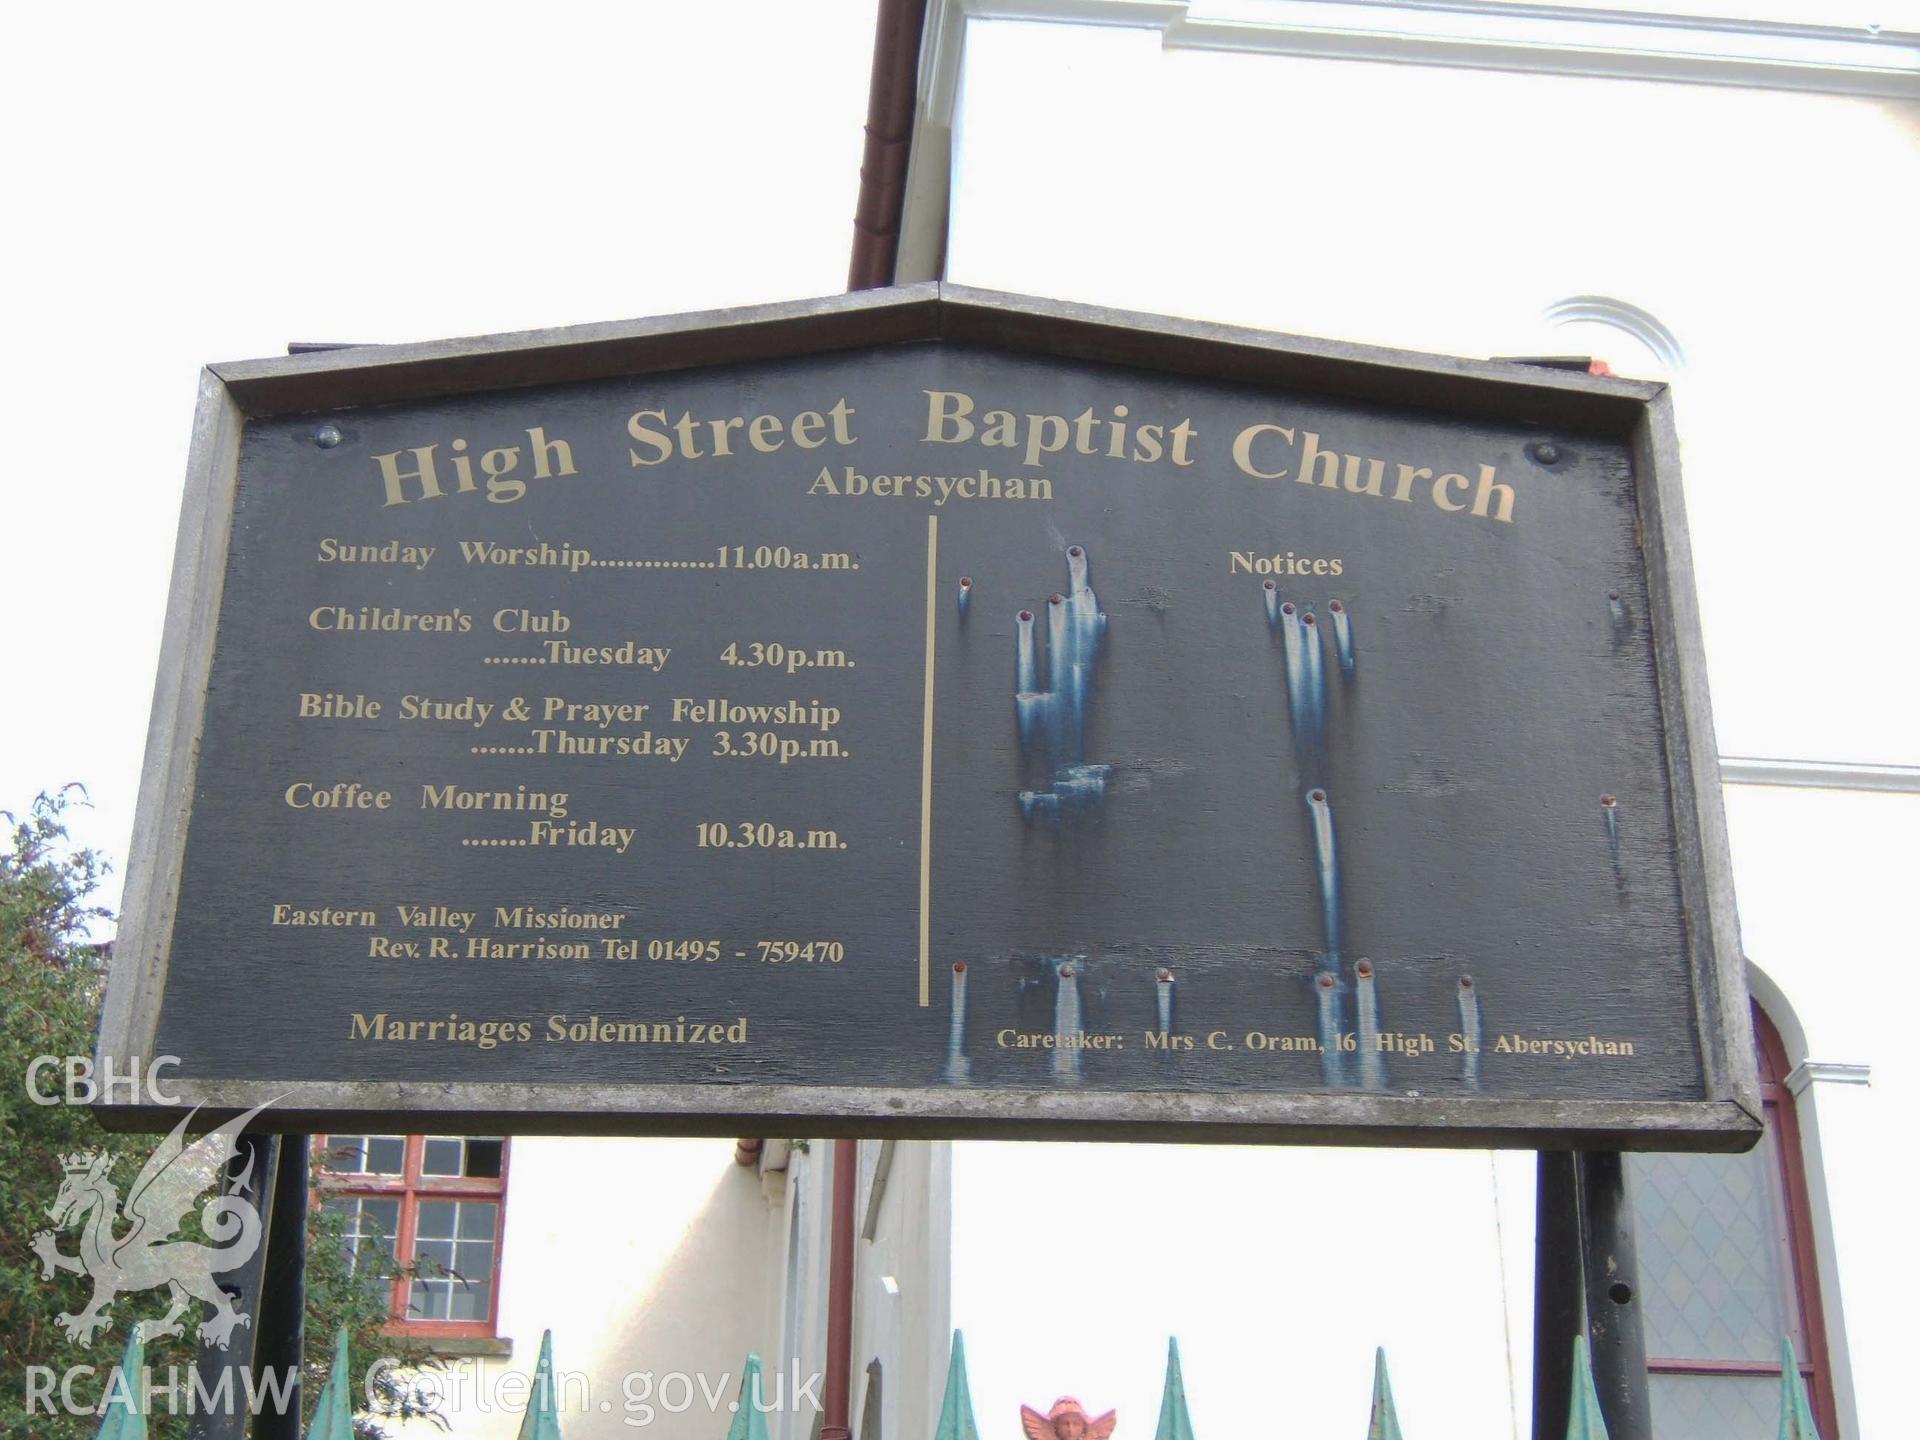 High Street Baptist Church
Abersychan
Sunday Worship..............11.00a.m.
Children's Club
.......Tuesday 4.30p.m.
Bible Study & Prayer Fellowship
.......Thursday 3.30p.m.
Coffee Morning
.......Friday 10.30a.m.
Eastern Valley Missioner
Rev. R. Harrison Tel 01495 - 759470
Marriages Solemnized
Notices
Caretaker: Mrs C. Oram, 16 High St. Abersychan
CBHC
RCAHMW Coflein.gov.uk